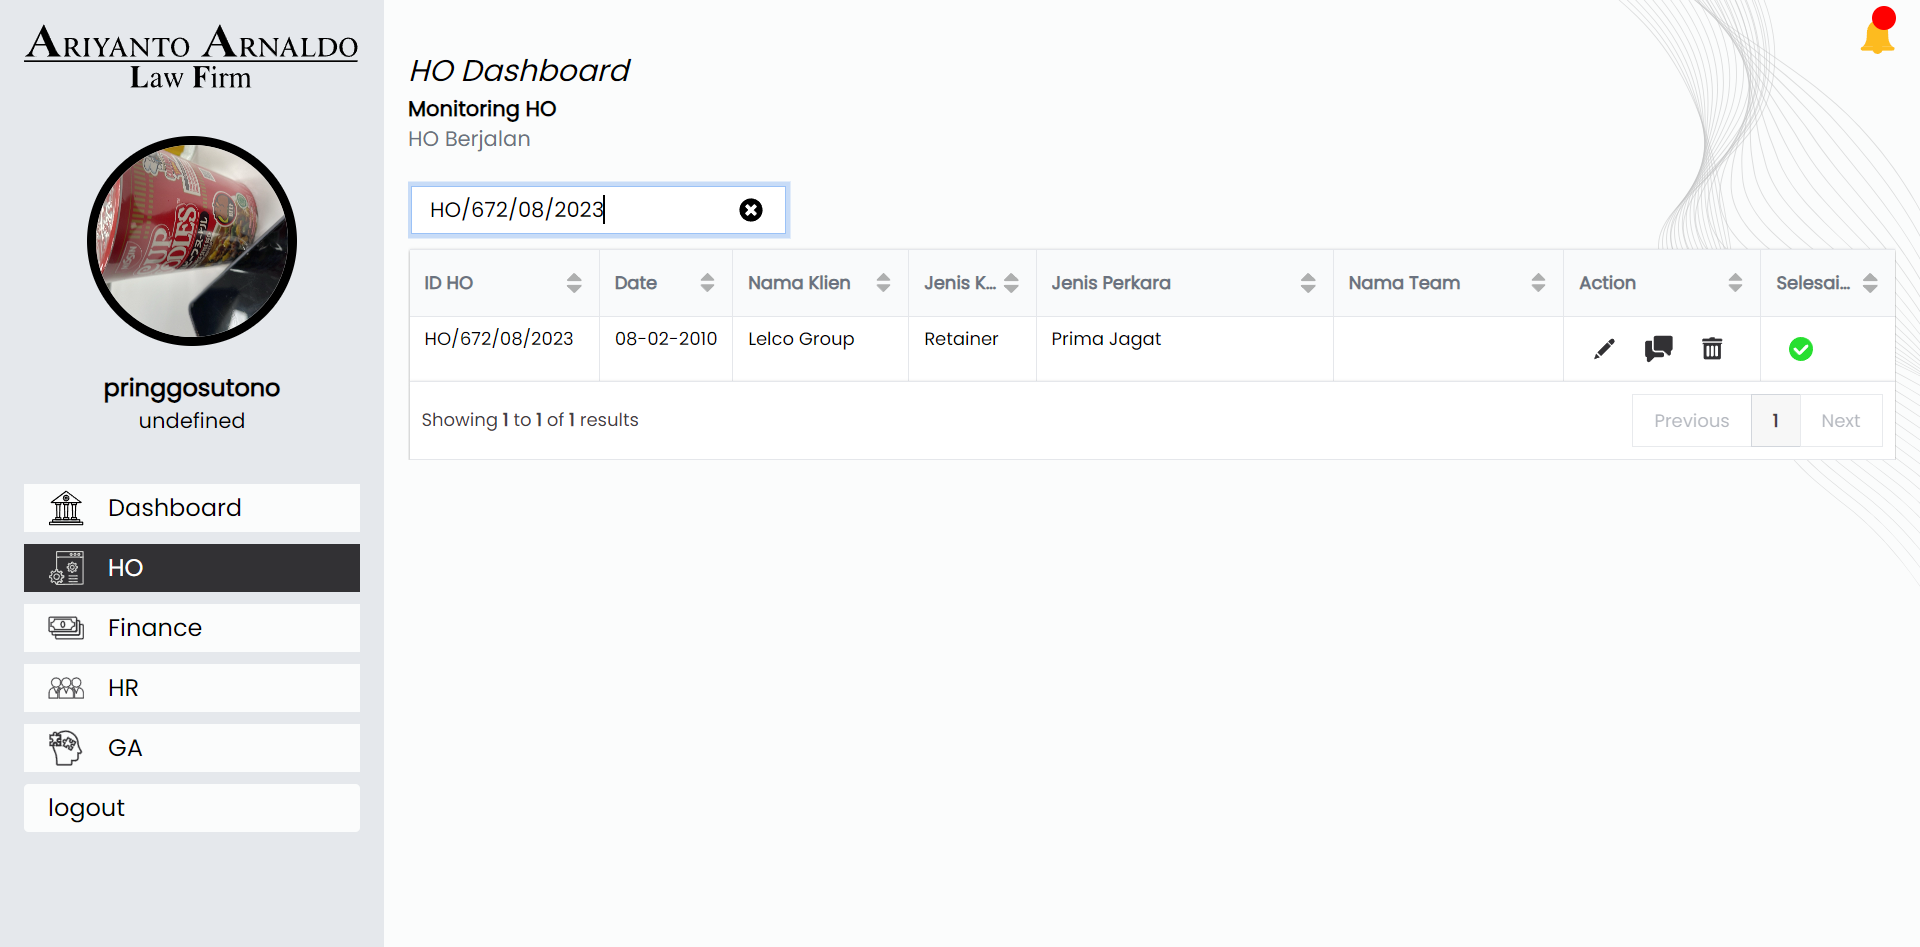 ARIYANTO ARNALDO
Law Firm
pringgosutono
undefined
Dashboard
HO
Finance
HR
GA
logout
HO Dashboard
Monitoring HO
HO Berjalan
HO/672/08/2023
ID HO Date Nama Klien Jenis K... Jenis Perkara Nama Team Action Selesai...
HO/672/08/2023 08-02-2010 Lelco Group Retainer Prima Jagat
Showing 1 to 1 of 1 results
Previous 1 Next